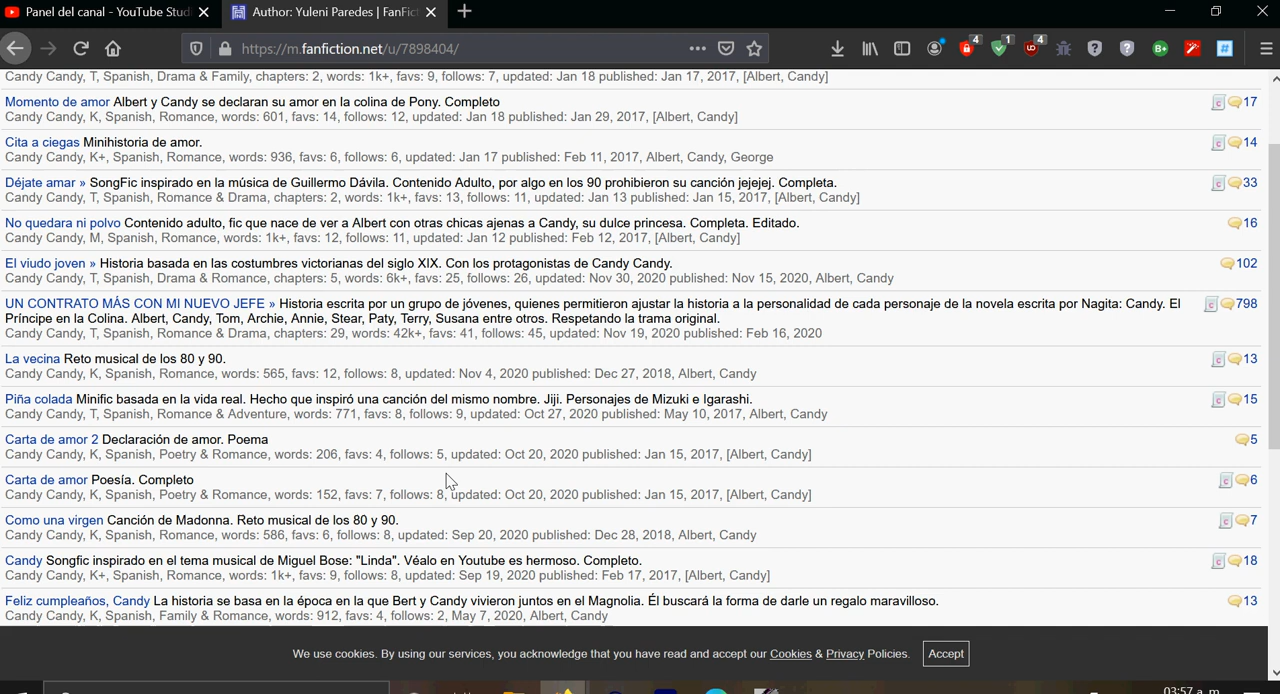 Panel del canal - YouTube Studi
Author: Yuleni Paredes | FanFic
https://m.fanfiction.net/u/7898404/
4
1
4
Candy Candy, T, Spanish, Drama & Family, chapters: 2, words: 1k+, favs: 9, follows: 7, updated: Jan 18 published: Jan 17, 2017, [Albert, Candy]
Momento de amor Albert y Candy se declaran su amor en la colina de Pony. Completo 17
Candy Candy, K, Spanish, Romance, words: 601, favs: 14, follows: 12, updated: Jan 18 published: Jan 29, 2017, [Albert, Candy]
Cita a ciegas Minihistoria de amor. 14
Candy Candy, K+, Spanish, Romance, words: 936, favs: 6, follows: 6, updated: Jan 17 published: Feb 11, 2017, Albert, Candy, George
Déjate amar » SongFic inspirado en la música de Guillermo Dávila. Contenido Adulto, por algo en los 90 prohibieron su canción jejejej. Completa. 33
Candy Candy, T, Spanish, Romance & Drama, chapters: 2, words: 1k+, favs: 13, follows: 11, updated: Jan 13 published: Jan 15, 2017, [Albert, Candy]
No quedara ni polvo Contenido adulto, fic que nace de ver a Albert con otras chicas ajenas a Candy, su dulce princesa. Completa. Editado. 16
Candy Candy, M, Spanish, Romance, words: 1k+, favs: 12, follows: 11, updated: Jan 12 published: Feb 12, 2017, [Albert, Candy]
El viudo joven » Historia basada en las costumbres victorianas del siglo XIX. Con los protagonistas de Candy Candy. 102
Candy Candy, T, Spanish, Drama & Romance, chapters: 5, words: 6k+, favs: 25, follows: 26, updated: Nov 30, 2020 published: Nov 15, 2020, Albert, Candy
UN CONTRATO MÁS CON MI NUEVO JEFE » Historia escrita por un grupo de jóvenes, quienes permitieron ajustar la historia a la personalidad de cada personaje de la novela escrita por Nagita: Candy. El 798
Príncipe en la Colina. Albert, Candy, Tom, Archie, Annie, Stear, Paty, Terry, Susana entre otros. Respetando la trama original.
Candy Candy, T, Spanish, Romance & Drama, chapters: 29, words: 42k+, favs: 41, follows: 45, updated: Nov 19, 2020 published: Feb 16, 2020
La vecina Reto musical de los 80 y 90. 13
Candy Candy, K, Spanish, words: 565, favs: 12, follows: 8, updated: Nov 4, 2020 published: Dec 27, 2018, Albert, Candy
Piña colada Minific basada en la vida real. Hecho que inspiró una canción del mismo nombre. Jiji. Personajes de Mizuki e Igarashi. 15
Candy Candy, T, Spanish, Romance & Adventure, words: 771, favs: 8, follows: 9, updated: Oct 27, 2020 published: May 10, 2017, Albert, Candy
Carta de amor 2 Declaración de amor. Poema 5
Candy Candy, K, Spanish, Poetry & Romance, words: 206, favs: 4, follows: 5, updated: Oct 20, 2020 published: Jan 15, 2017, [Albert, Candy]
Carta de amor Poesía. Completo 6
Candy Candy, K, Spanish, Poetry & Romance, words: 152, favs: 7, follows: 8, updated: Oct 20, 2020 published: Jan 15, 2017, [Albert, Candy]
Como una virgen Canción de Madonna. Reto musical de los 80 y 90. 7
Candy Candy, K, Spanish, words: 586, favs: 6, follows: 8, updated: Sep 20, 2020 published: Dec 28, 2018, Albert, Candy
Candy Songfic inspirado en el tema musical de Miguel Bose: "Linda". Véalo en Youtube es hermoso. Completo. 18
Candy Candy, K+, Spanish, Romance, words: 1k+, favs: 9, follows: 8, updated: Sep 19, 2020 published: Feb 17, 2017, [Albert, Candy]
Feliz cumpleaños, Candy La historia se basa en la época en la que Bert y Candy vivieron juntos en el Magnolia. Él buscará la forma de darle un regalo maravilloso. 13
Candy Candy, K, Spanish, Family & Romance, words: 912, favs: 4, follows: 2, May 7, 2020, Albert, Candy
We use cookies. By using our services, you acknowledge that you have read and accept our Cookies & Privacy Policies. Accept
03:57 a. m.